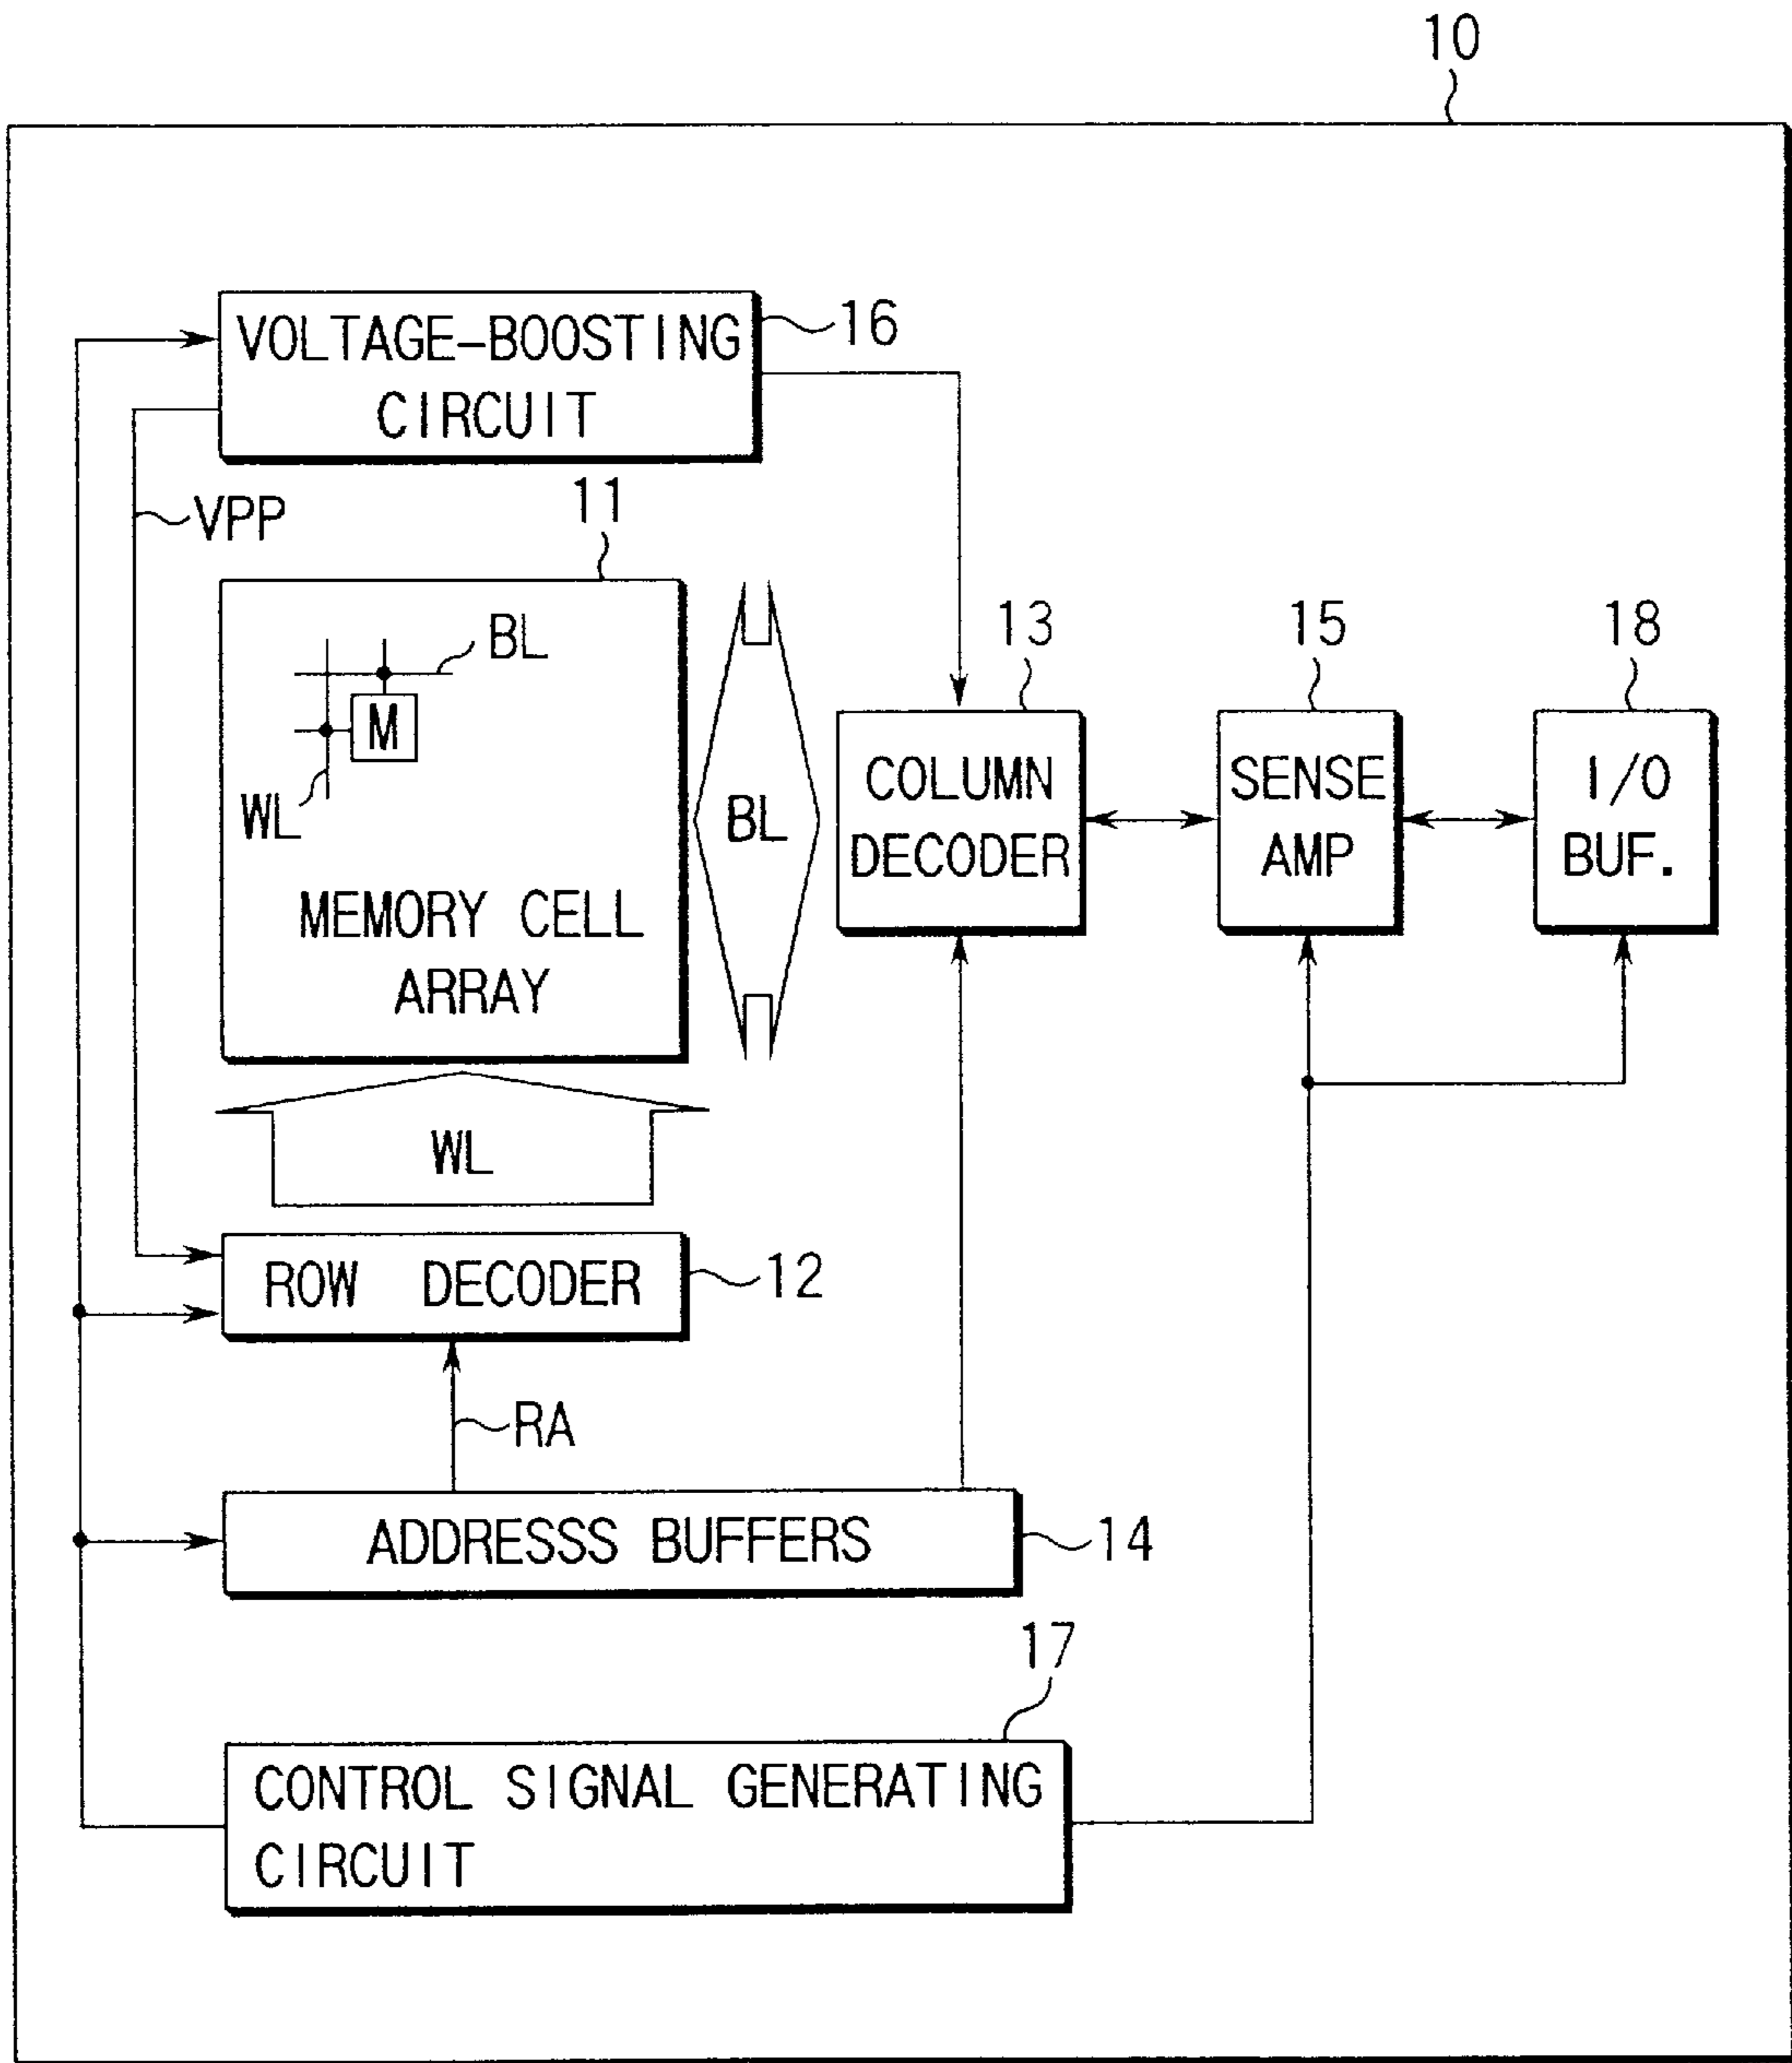 10
VOLTAGE-BOOSTING
CIRCUIT
16
VPP
11
BL
M
WL
MEMORY CELL
ARRAY
BL
13
COLUMN
DECODER
15
SENSE
AMP
18
I/O
BUF.
WL
ROW DECODER
12
RA
ADDRESSS BUFFERS
14
17
CONTROL SIGNAL GENERATING
CIRCUIT